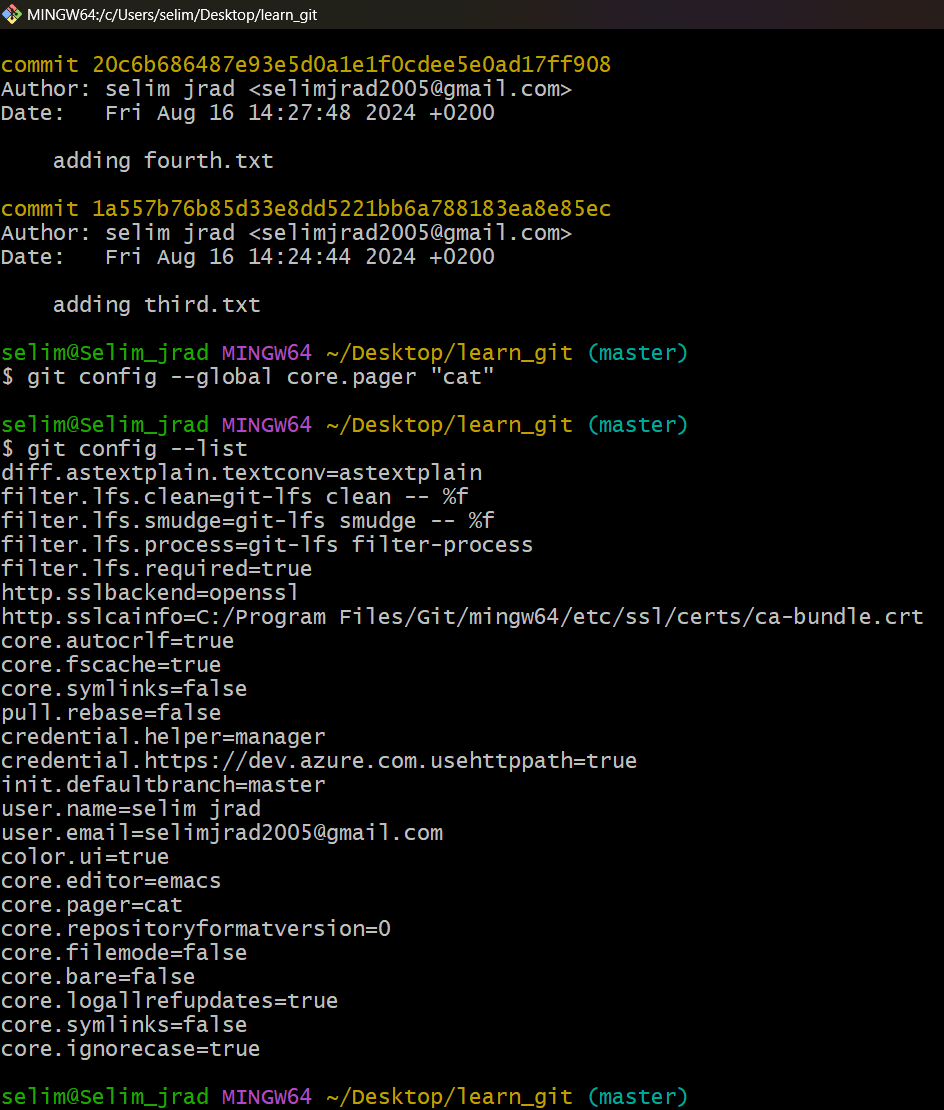 MINGW64:/c/Users/selim/Desktop/learn_git
commit 20c6b686487e93e5d0a1e1f0cdee5e0ad17ff908
Author: selim jrad <selimjrad2005@gmail.com>
Date:   Fri Aug 16 14:27:48 2024 +0200
    adding fourth.txt
commit 1a557b76b85d33e8dd5221bb6a788183ea8e85ec
Author: selim jrad <selimjrad2005@gmail.com>
Date:   Fri Aug 16 14:24:44 2024 +0200
    adding third.txt
selim@Selim_jrad MINGW64 ~/Desktop/learn_git (master)
$ git config --global core.pager "cat"
selim@Selim_jrad MINGW64 ~/Desktop/learn_git (master)
$ git config --list
diff.astextplain.textconv=astextplain
filter.lfs.clean=git-lfs clean -- %f
filter.lfs.smudge=git-lfs smudge -- %f
filter.lfs.process=git-lfs filter-process
filter.lfs.required=true
http.sslbackend=openssl
http.sslcainfo=C:/Program Files/Git/mingw64/etc/ssl/certs/ca-bundle.crt
core.autocrlf=true
core.fscache=true
core.symlinks=false
pull.rebase=false
credential.helper=manager
credential.https://dev.azure.com.usehttppath=true
init.defaultbranch=master
user.name=selim jrad
user.email=selimjrad2005@gmail.com
color.ui=true
core.editor=emacs
core.pager=cat
core.repositoryformatversion=0
core.filemode=false
core.bare=false
core.logallrefupdates=true
core.symlinks=false
core.ignorecase=true
selim@Selim_jrad MINGW64 ~/Desktop/learn_git (master)